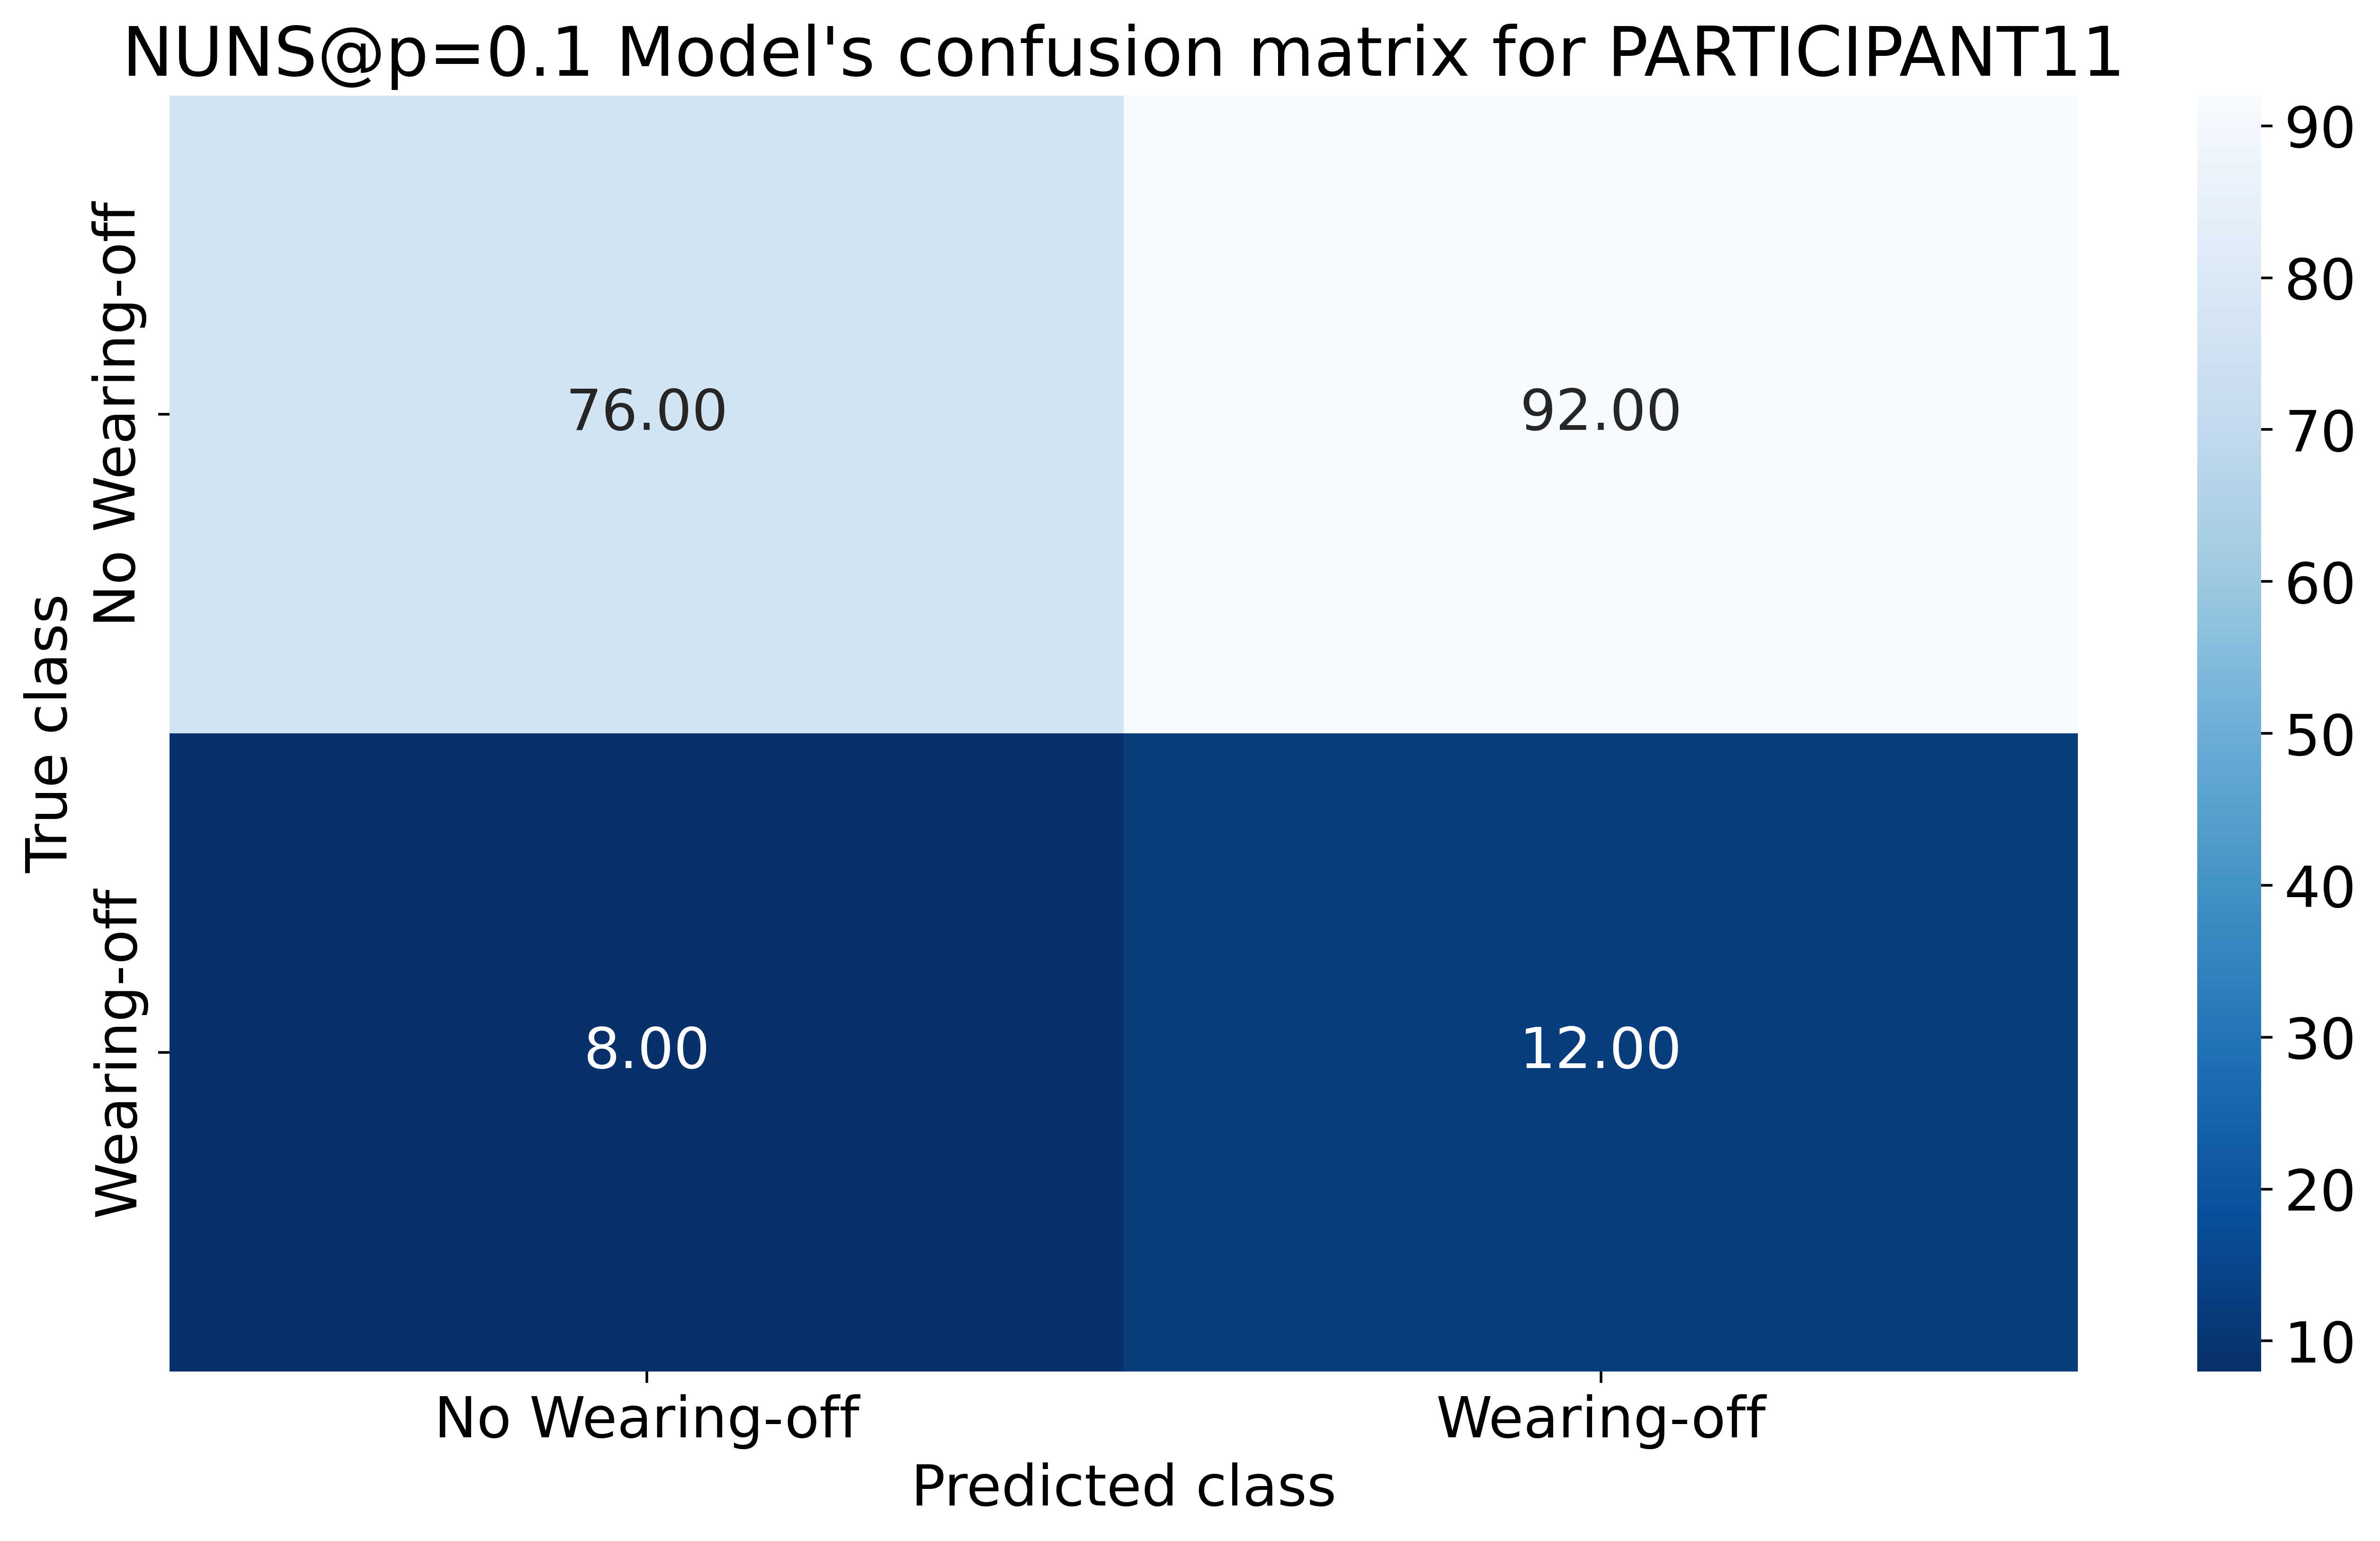 NUNS@p=0.1 Model's confusion matrix for PARTICIPANT11
True class
No Wearing-off
Wearing-off
76.00
92.00
8.00
12.00
No Wearing-off
Wearing-off
Predicted class
90
80
70
60
50
40
30
20
10